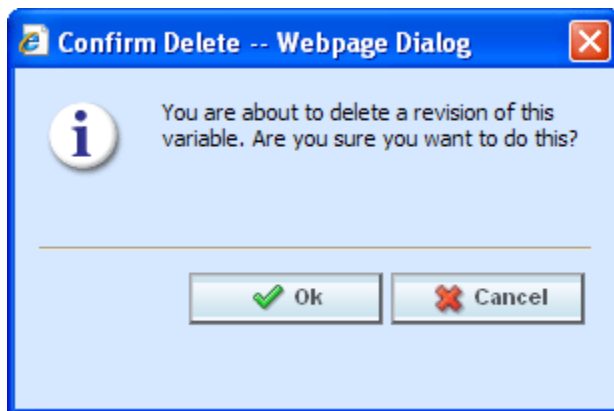 Confirm Delete -- Webpage Dialog
You are about to delete a revision of this
variable. Are you sure you want to do this?
Ok
Cancel